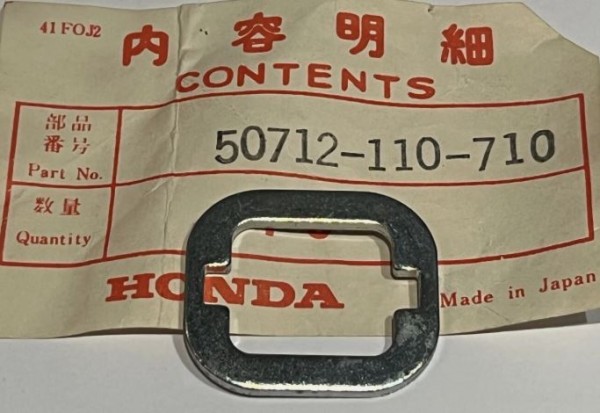 41FOJ2
内容明細
CONTENTS
部品
番号
Part No.
50712-110-710
数量
Quantity
HONDA
Made in Japan